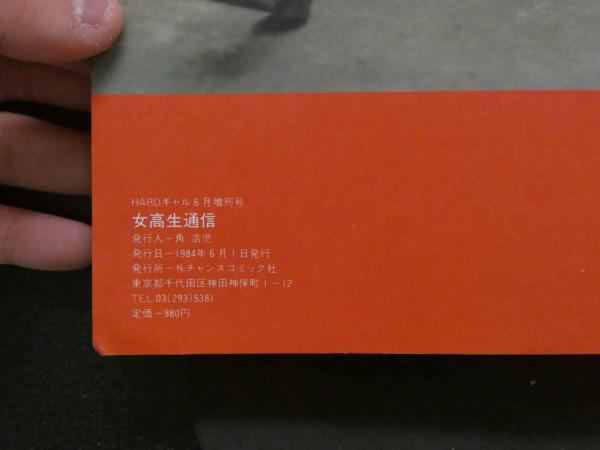 HARDギャル6月増刊号
女高生通信
発行人ー角 浩児
発行日ー1984年6月1日発行
発行所ー株チャンスコミック社
東京都千代田区神田神保町1-12
TEL 03(293)5381
定価ー980円